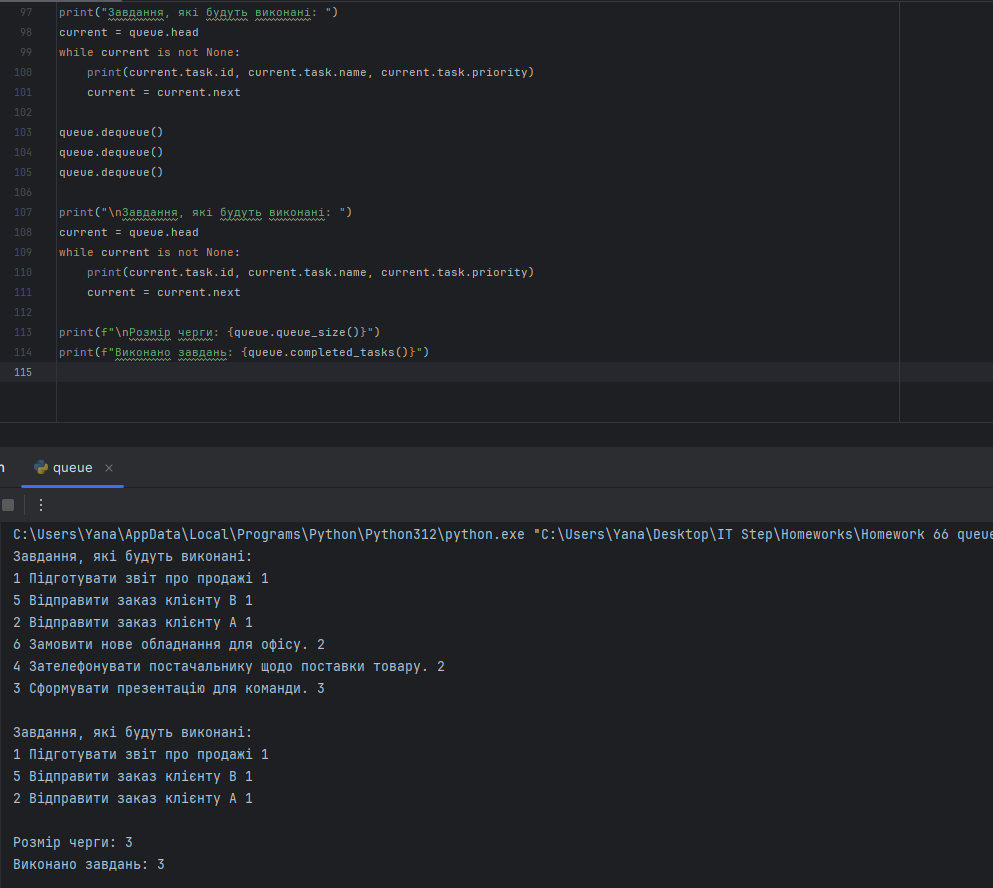 97 print("Завдання, які будуть виконані: ")
98 current = queue.head
99 while current is not None:
100     print(current.task.id, current.task.name, current.task.priority)
101     current = current.next
102
103 queue.dequeue()
104 queue.dequeue()
105 queue.dequeue()
106
107 print("\nЗавдання, які будуть виконані: ")
108 current = queue.head
109 while current is not None:
110     print(current.task.id, current.task.name, current.task.priority)
111     current = current.next
112
113 print(f"\nРозмір черги: {queue.queue_size()}")
114 print(f"Виконано завдань: {queue.completed_tasks()}")
115
queue
C:\Users\Yana\AppData\Local\Programs\Python\Python312\python.exe "C:\Users\Yana\Desktop\IT Step\Homeworks\Homework 66 queue
Завдання, які будуть виконані:
1 Підготувати звіт про продажі 1
5 Відправити заказ клієнту B 1
2 Відправити заказ клієнту A 1
6 Замовити нове обладнання для офісу. 2
4 Зателефонувати постачальнику щодо поставки товару. 2
3 Сформувати презентацію для команди. 3
Завдання, які будуть виконані:
1 Підготувати звіт про продажі 1
5 Відправити заказ клієнту B 1
2 Відправити заказ клієнту A 1
Розмір черги: 3
Виконано завдань: 3